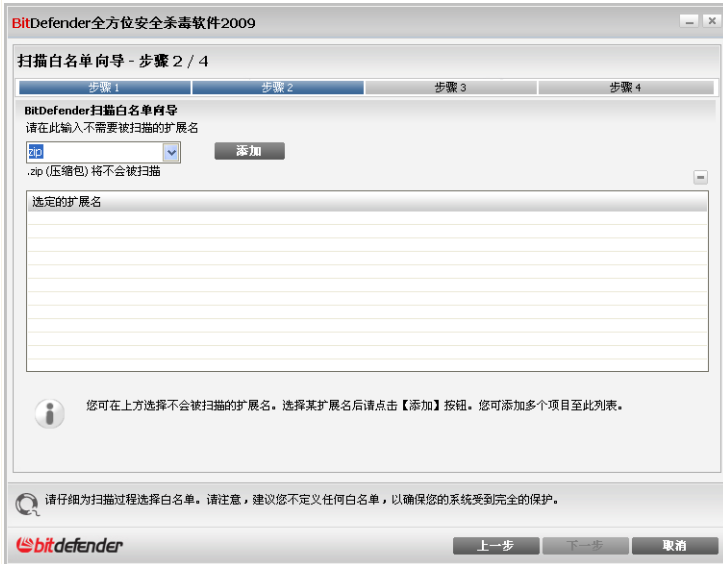 BitDefender全方位安全杀毒软件2009
扫描白名单向导 - 步骤 2 / 4
步骤 1 步骤 2 步骤 3 步骤 4
BitDefender扫描白名单向导
请在此输入不需要被扫描的扩展名
zip 添加
.zip (压缩包) 将不会被扫描
选定的扩展名
您可在上方选择不会被扫描的扩展名。选择某扩展名后请点击【添加】按钮。您可添加多个项目至此列表。
请仔细为扫描过程选择白名单。请注意，建议您不定义任何白名单，以确保您的系统受到完全的保护。
bitdefender 上一步 下一步 取消